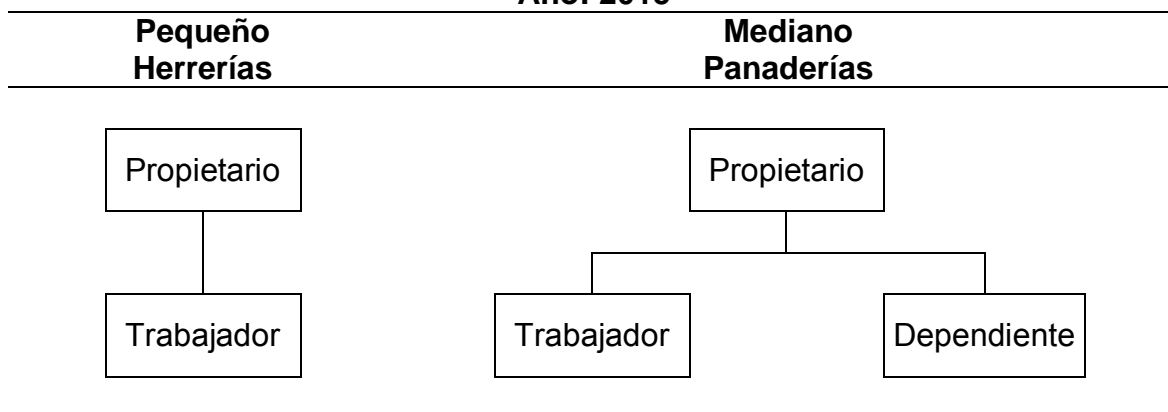 Pequeño
Herrerías
Mediano
Panaderías
Propietario
Propietario
Trabajador
Trabajador
Dependiente